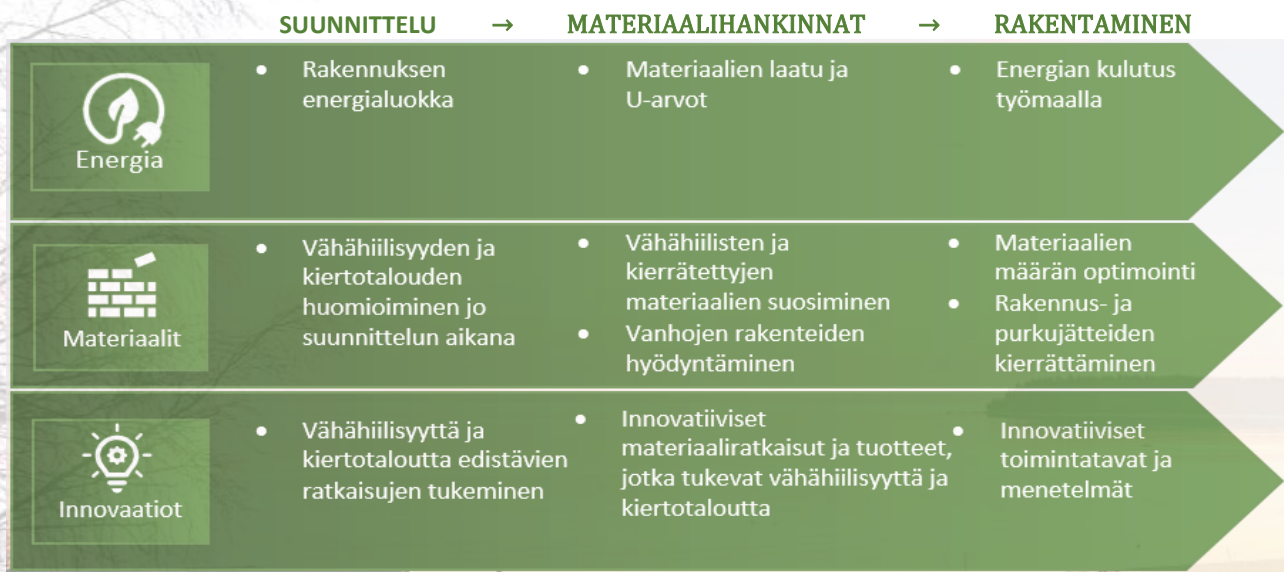 SUUNNITTELU → MATERIAALIHANKINNAT → RAKENTAMINEN
Energia
• Rakennuksen
energialuokka
• Materiaalien laatu ja
U-arvot
• Energian kulutus
työmaalla
Materiaalit
• Vähähiilisyyden ja
kiertotalouden
huomioiminen jo
suunnittelun aikana
• Vähähiilisten ja
kierrätettyjen
materiaalien suosiminen
• Vanhojen rakenteiden
hyödyntäminen
• Materiaalien
määrän optimointi
• Rakennus- ja
purkujätteiden
kierrättäminen
Innovaatiot
• Vähähiilisyyttä ja
kiertotaloutta edistävien
ratkaisujen tukeminen
• Innovatiiviset
materiaaliratkaisut ja tuotteet,
jotka tukevat vähähiilisyyttä ja
kiertotaloutta
• Innovatiiviset
toimintatavat ja
menetelmät